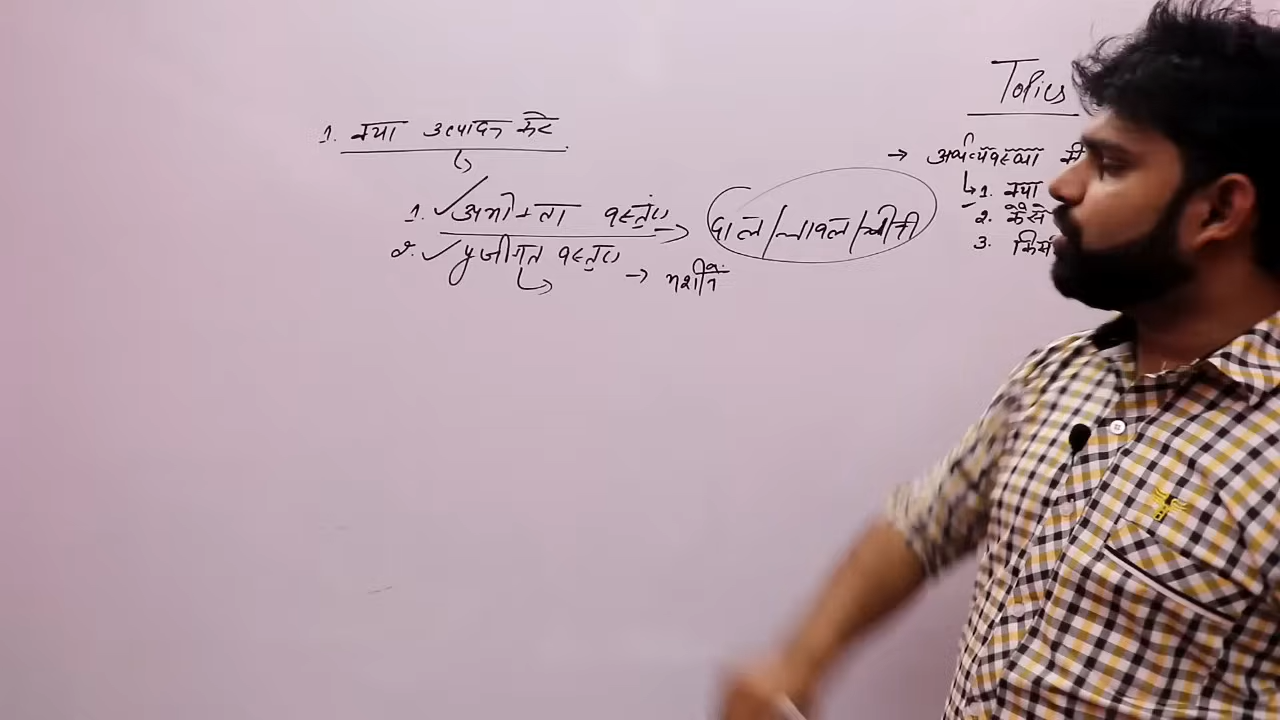 1. क्या उत्पादन करे
1. उपभोक्ता वस्तुए → दाल/चावल/चीनी
2. पूजीगत वस्तुए → मशीन
Topics
→ अर्थव्यवस्था की
1. क्या
2. कैसे
3.